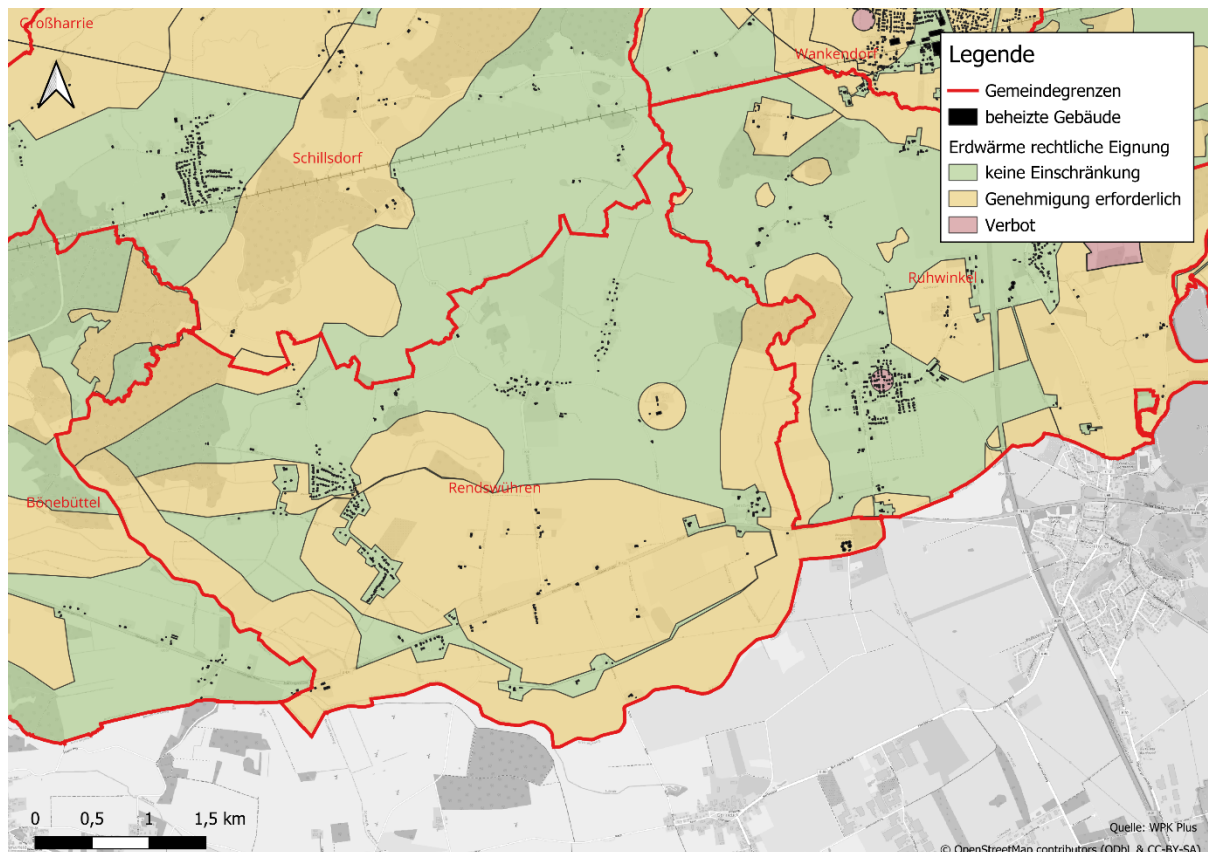 Großharrie
Wankendorf
Schillsdorf
Ruhwinkel
Bönebüttel
Rendswühren
Legende
Gemeindegrenzen
beheizte Gebäude
Erdwärme rechtliche Eignung
keine Einschränkung
Genehmigung erforderlich
Verbot
0 0,5 1 1,5 km
Quelle: WPK Plus
© OpenStreetMap contributors (ODbL & CC-BY-SA)